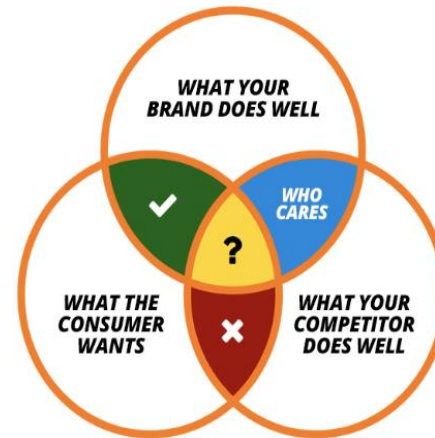 WHAT YOUR
BRAND DOES WELL
WHO
CARES
?
WHAT THE
CONSUMER
WANTS
WHAT YOUR
COMPETITOR
DOES WELL